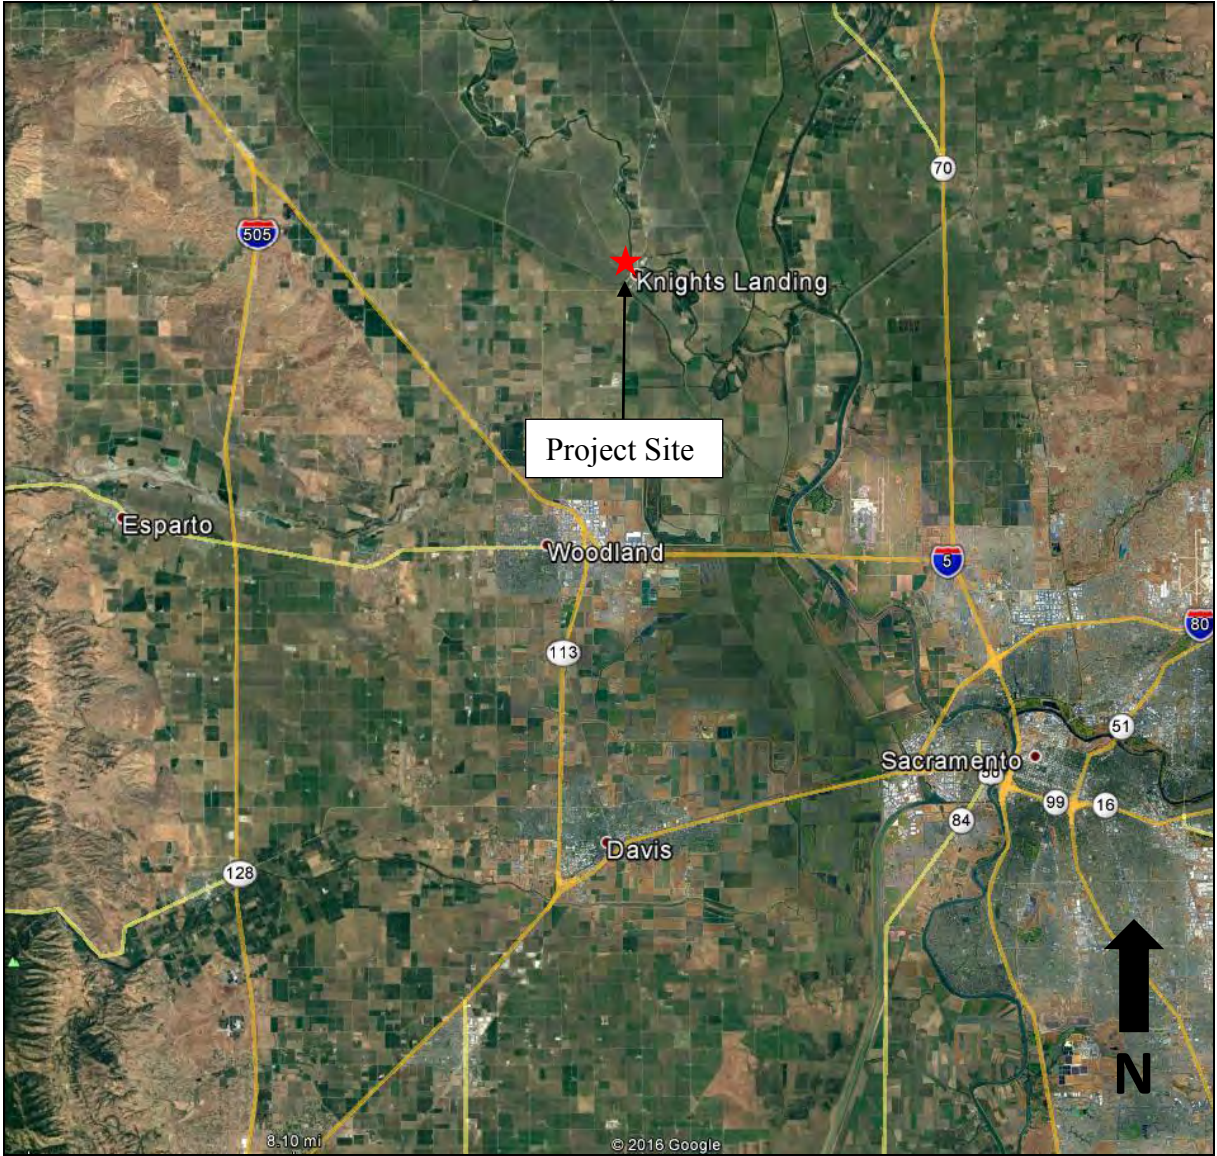 70
505
Knights Landing
Project Site
Esparto
Woodland
5
80
113
51
Sacramento
99
16
84
Davis
128
N
8.10 mi
© 2016 Google